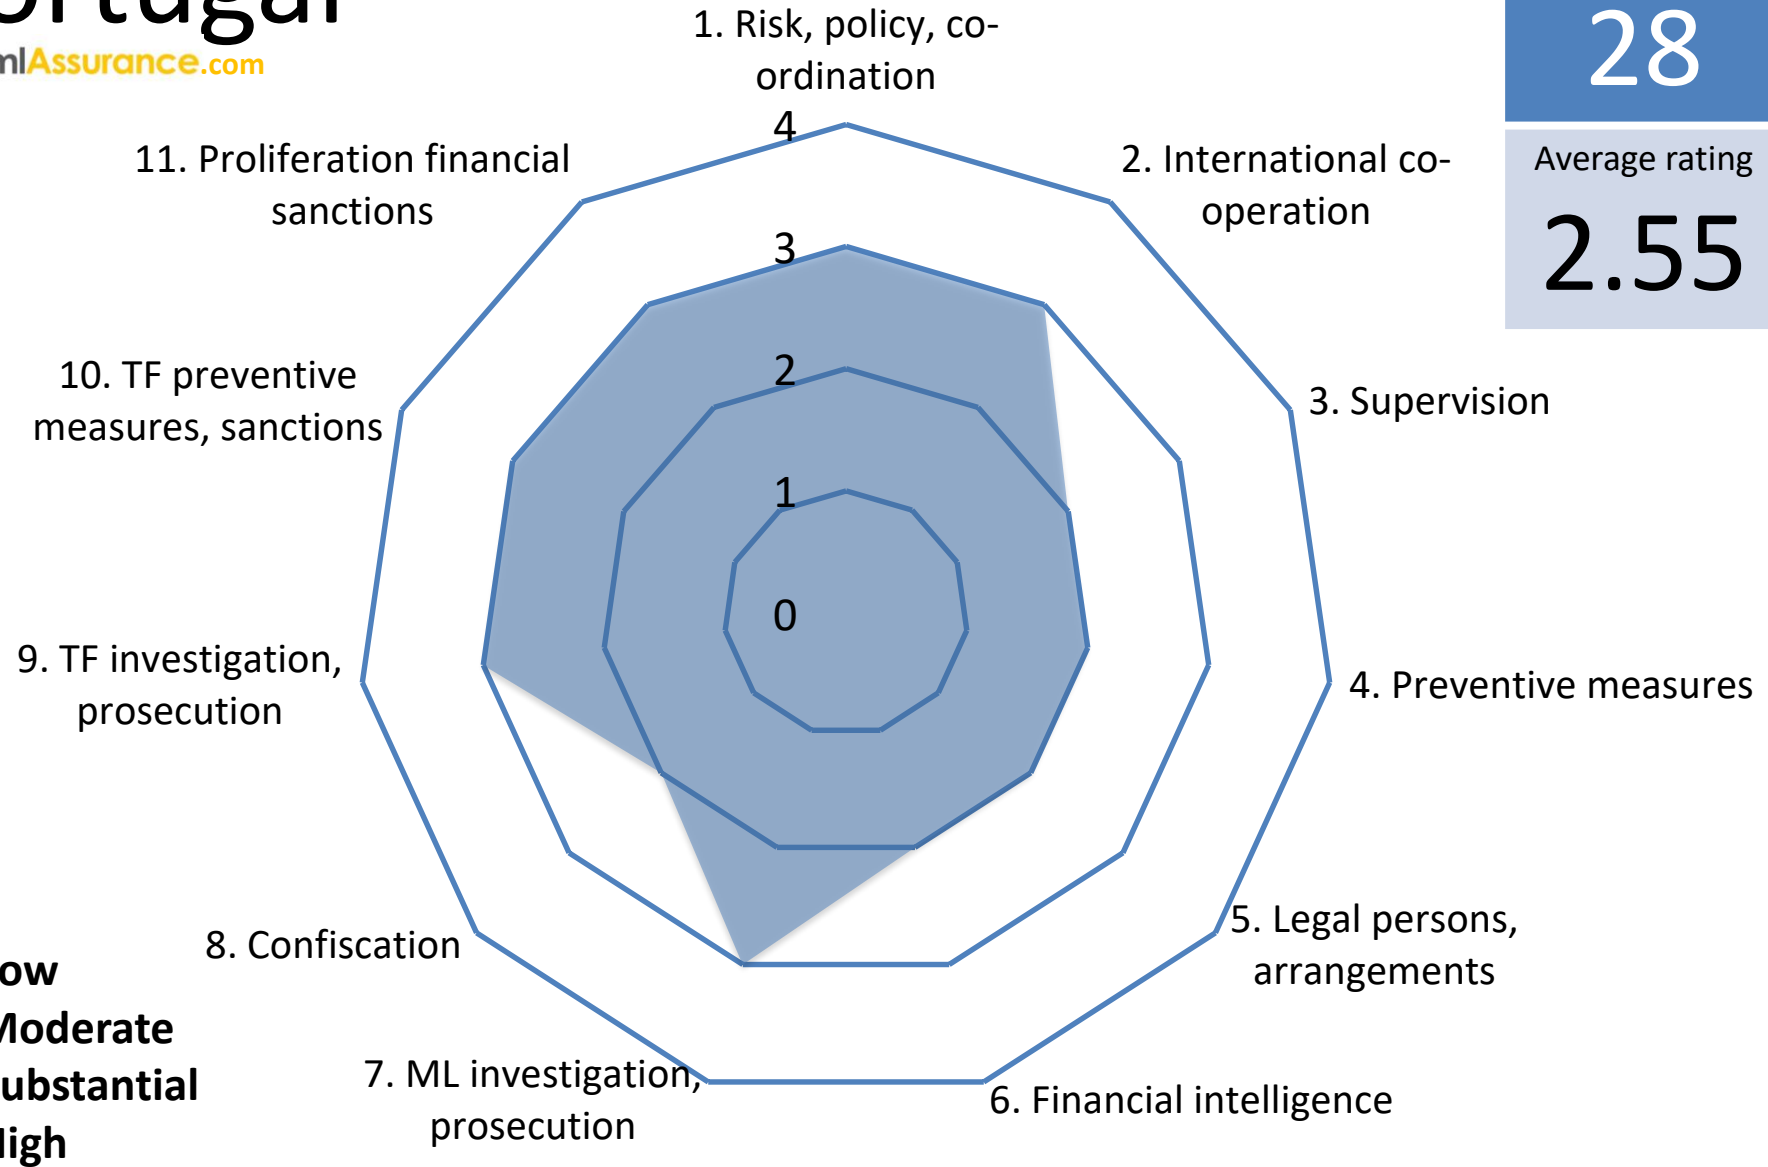 ortugal
mlAssurance.com
28
Average rating
2.55
1. Risk, policy, co-
ordination
2. International co-
operation
3. Supervision
4. Preventive measures
5. Legal persons,
arrangements
6. Financial intelligence
7. ML investigation,
prosecution
8. Confiscation
9. TF investigation,
prosecution
10. TF preventive
measures, sanctions
11. Proliferation financial
sanctions
4
3
2
1
0
ow
Moderate
ubstantial
High